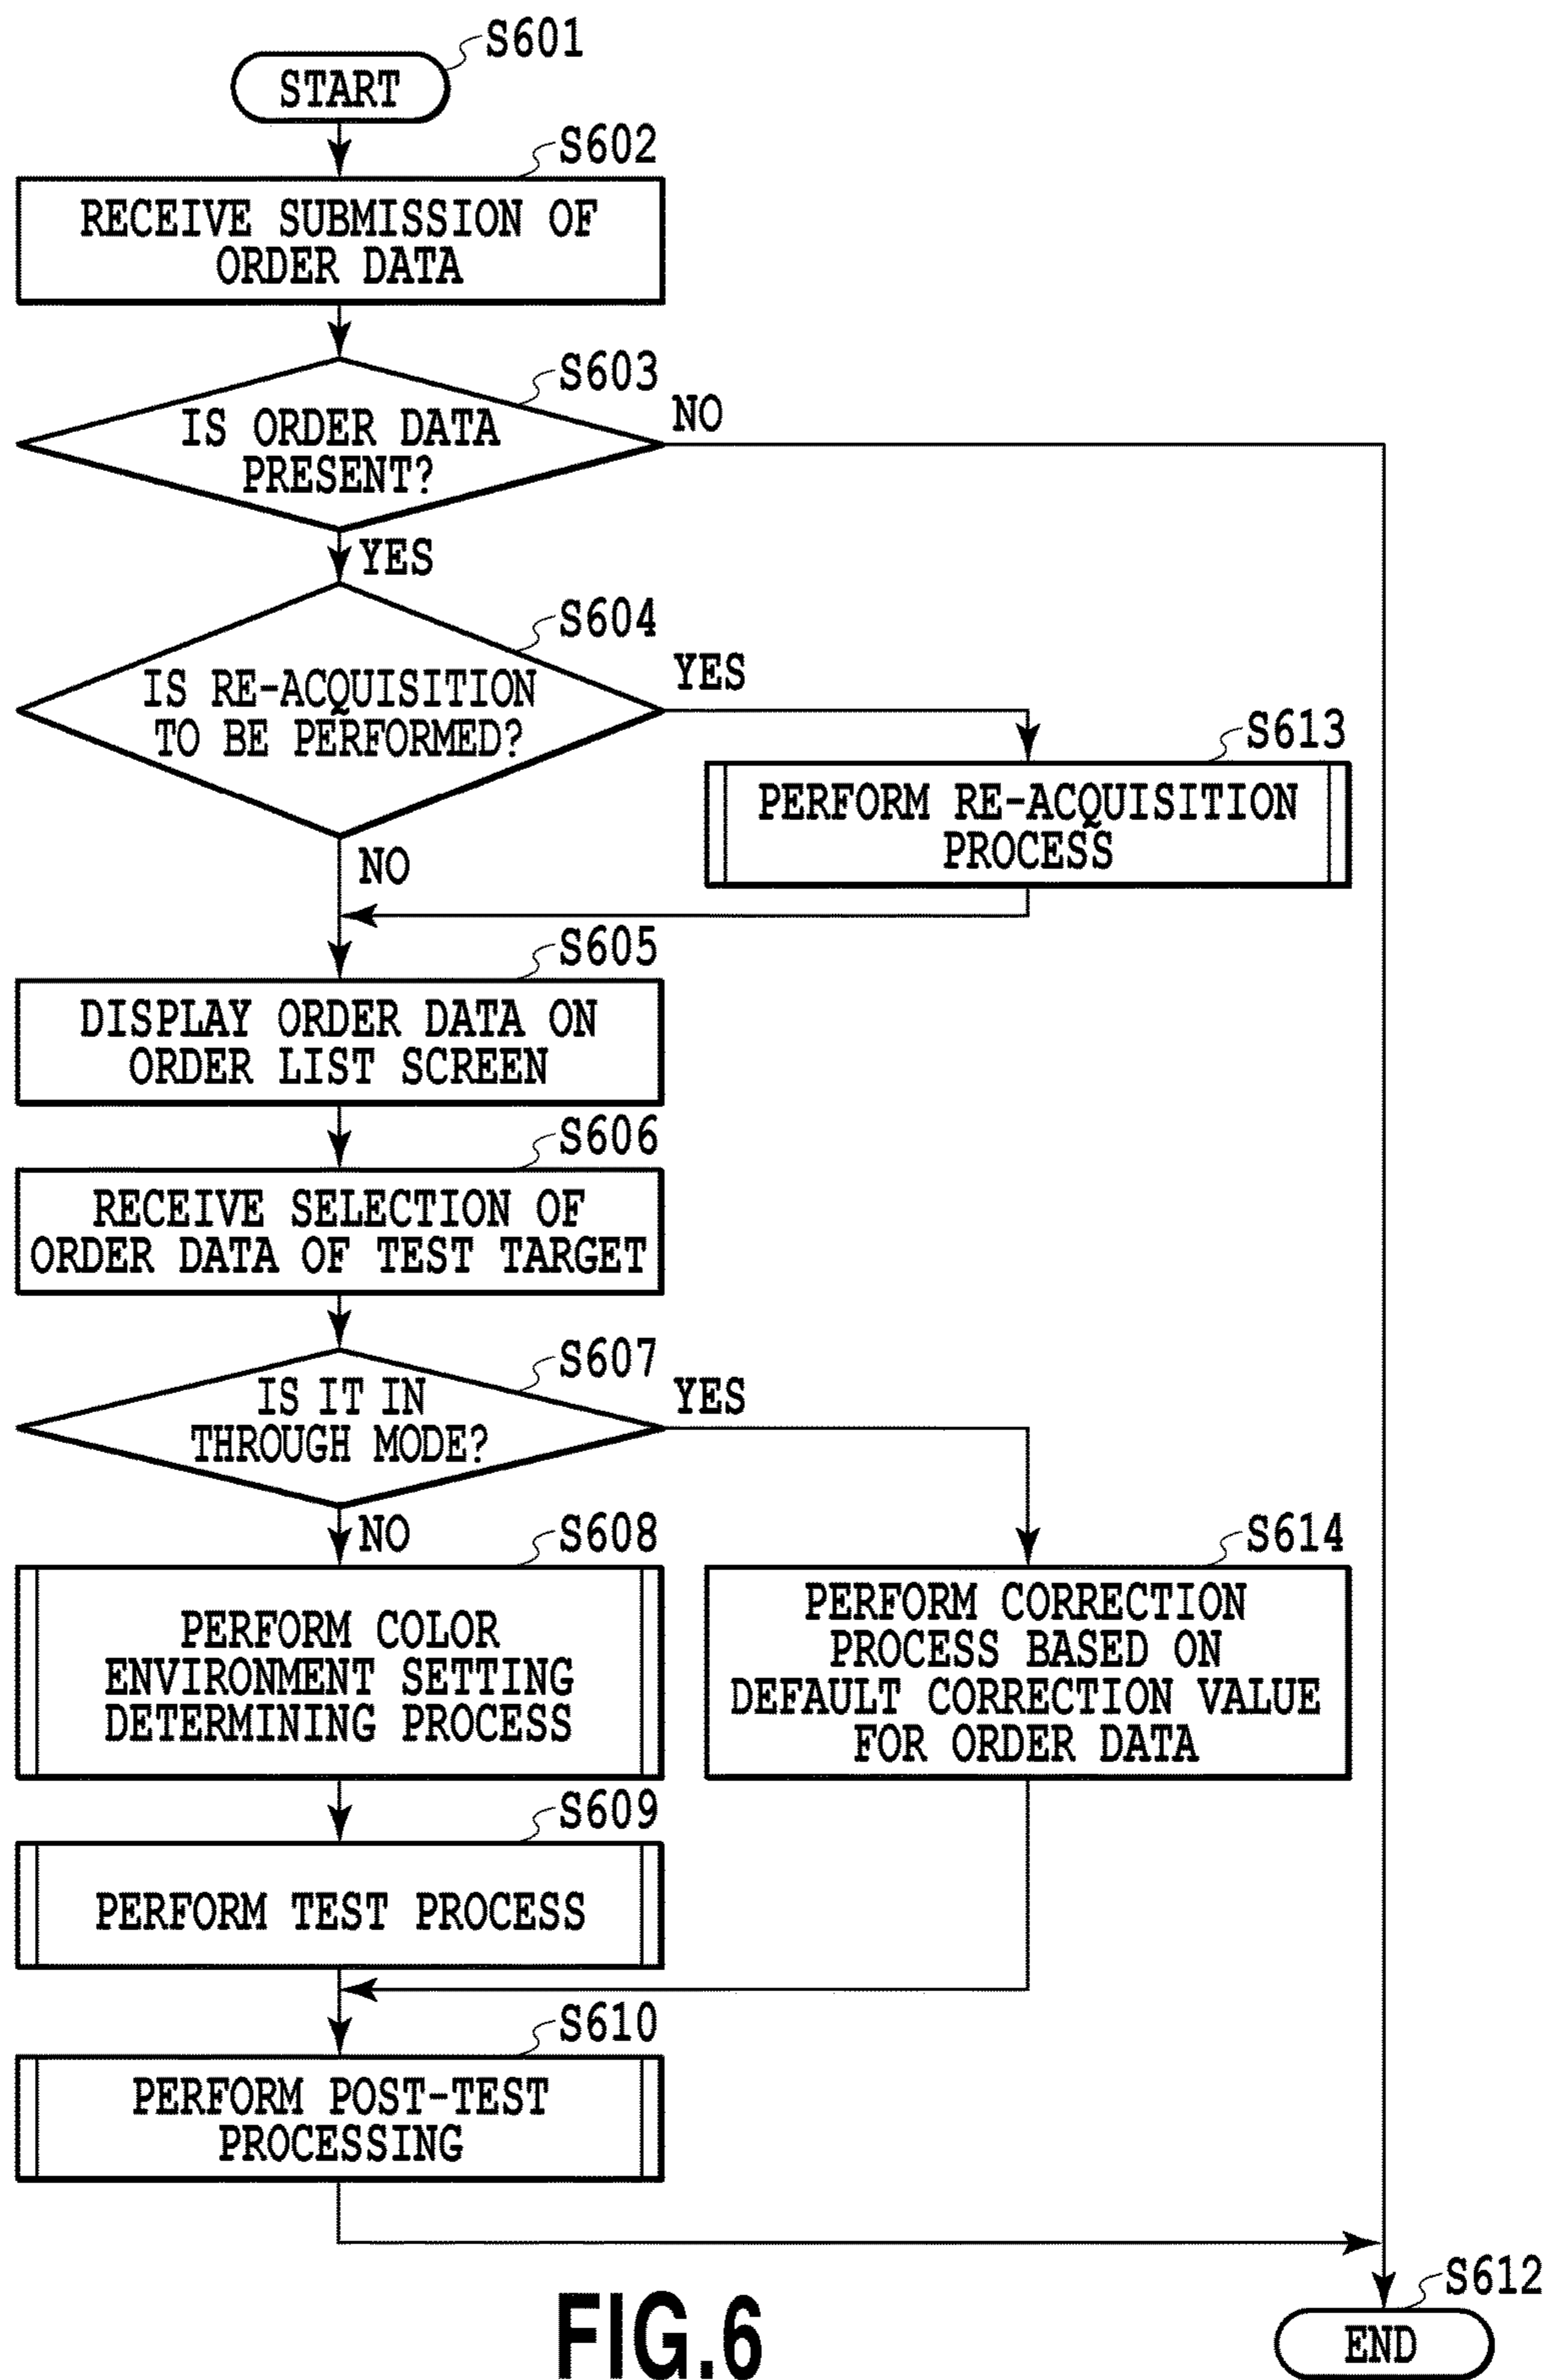 S601
START
S602
RECEIVE SUBMISSION OF
ORDER DATA
S603
IS ORDER DATA
PRESENT?
NO
YES
S604
IS RE-ACQUISITION
TO BE PERFORMED?
YES
S613
PERFORM RE-ACQUISITION
PROCESS
NO
S605
DISPLAY ORDER DATA ON
ORDER LIST SCREEN
S606
RECEIVE SELECTION OF
ORDER DATA OF TEST TARGET
S607
IS IT IN
THROUGH MODE?
YES
NO
S608
PERFORM COLOR
ENVIRONMENT SETTING
DETERMINING PROCESS
S614
PERFORM CORRECTION
PROCESS BASED ON
DEFAULT CORRECTION VALUE
FOR ORDER DATA
S609
PERFORM TEST PROCESS
S610
PERFORM POST-TEST
PROCESSING
S612
END
FIG.6